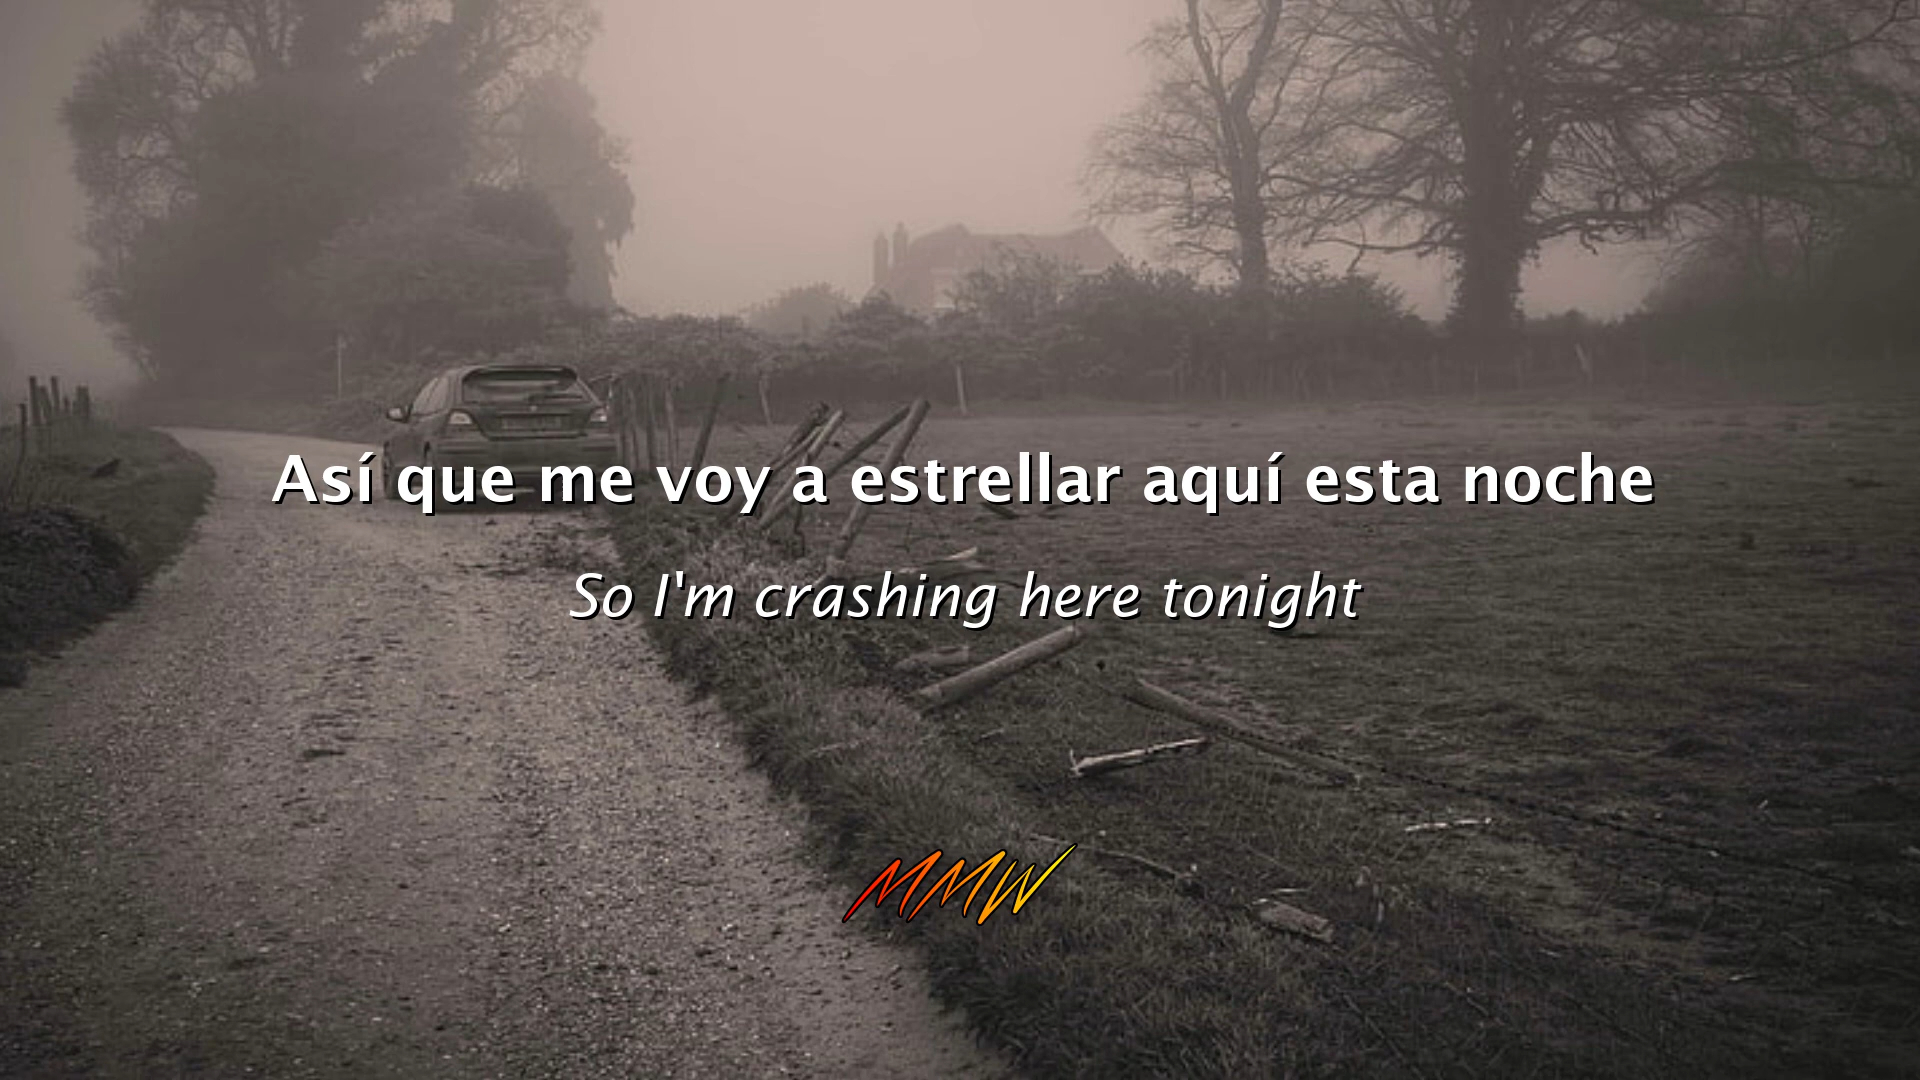 Así que me voy a estrellar aquí esta noche
So I'm crashing here tonight
MMW